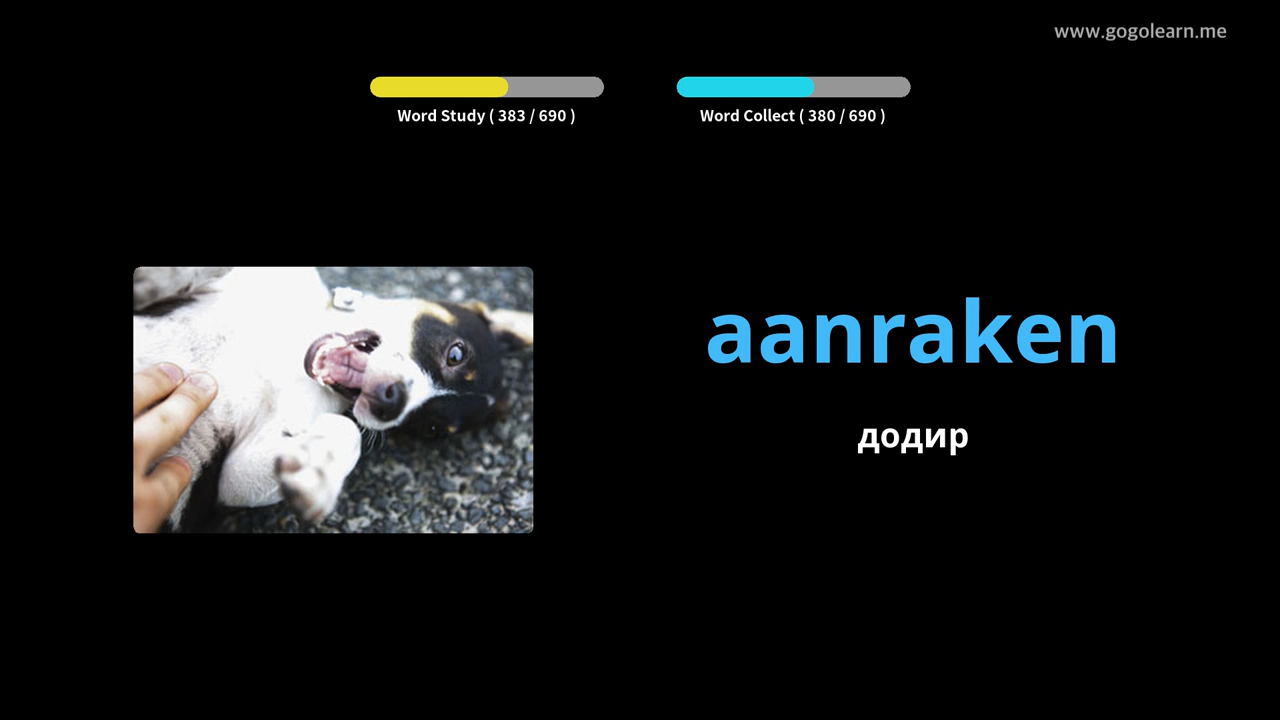 www.gogolearn.me
Word Study ( 383 / 690 )
Word Collect ( 380 / 690 )
aanraken
додир